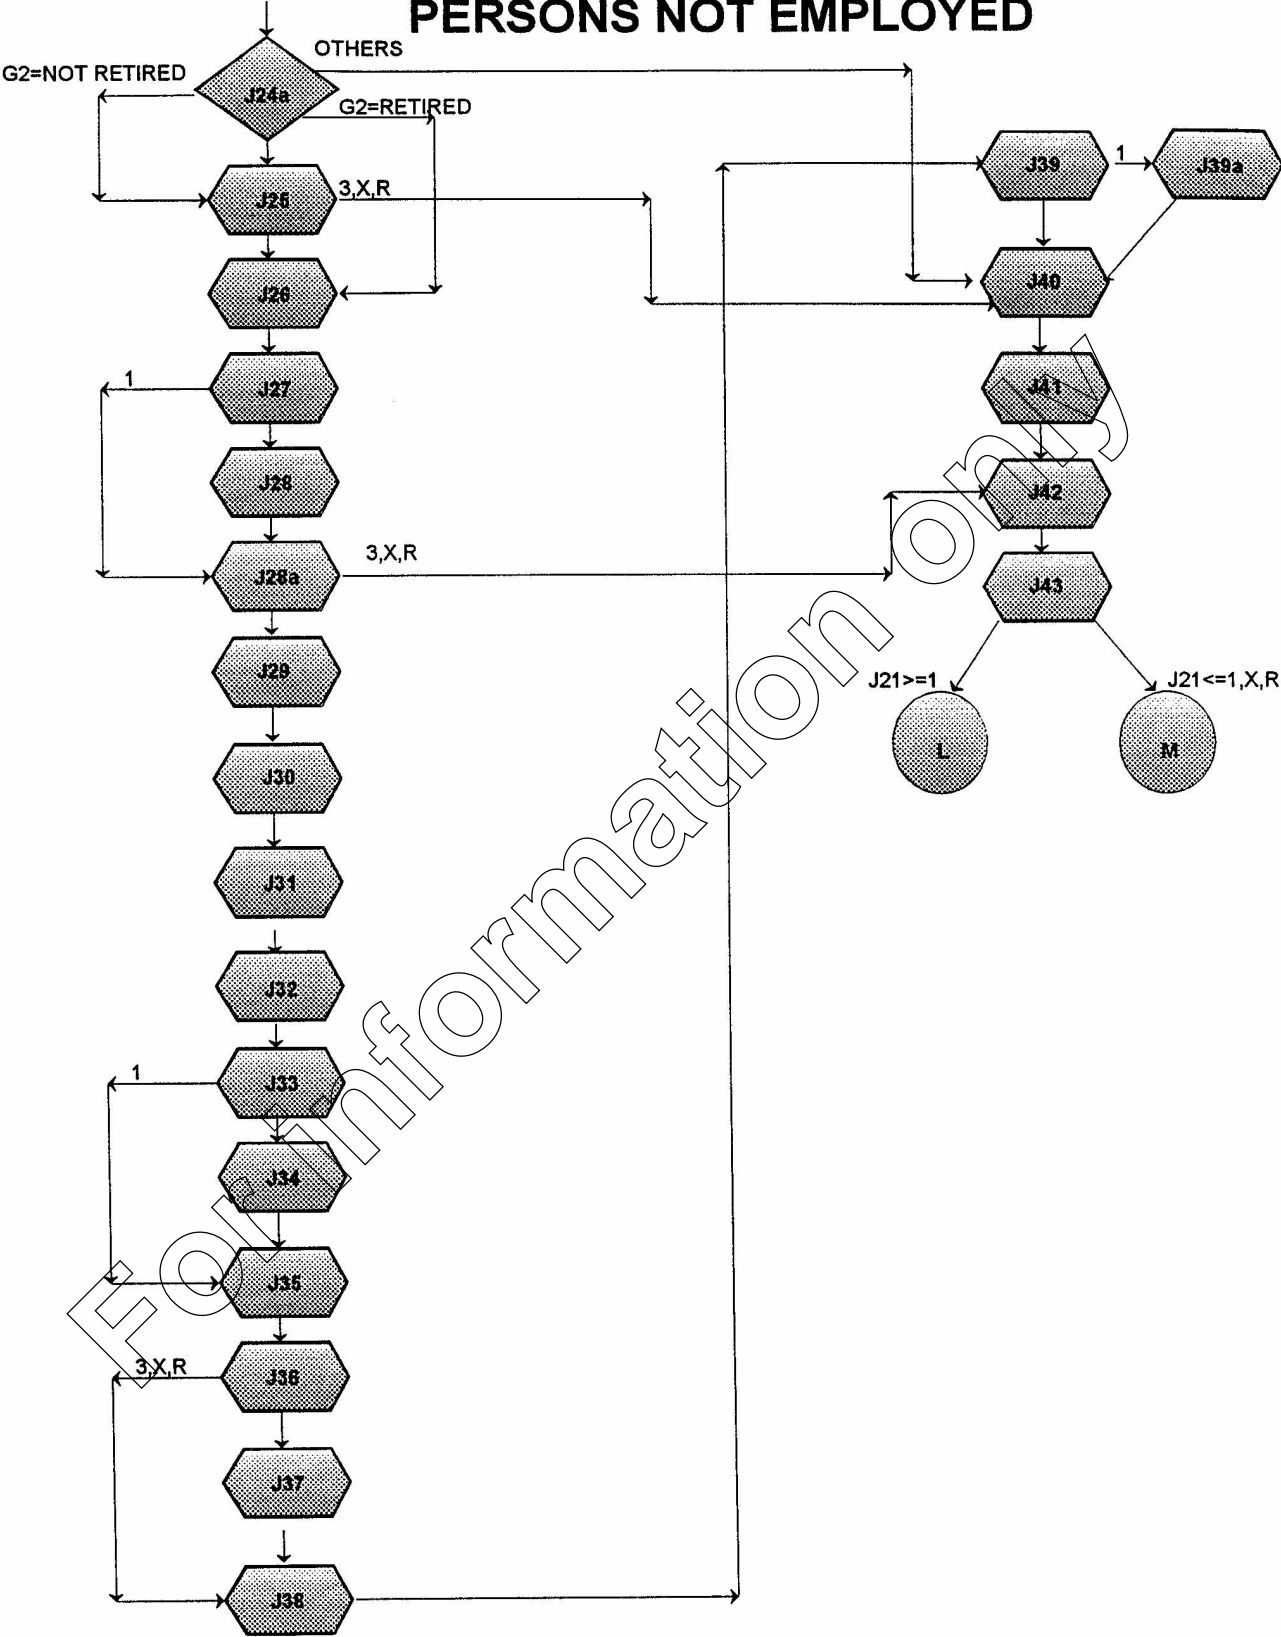 PERSONS NOT EMPLOYED
OTHERS
G2=NOT RETIRED
J24a
G2=RETIRED
J25
3,X,R
J26
1
J27
J28
J28a
3,X,R
J29
J30
J31
J32
1
J33
J34
J35
3,X,R
J36
J37
J38
J39
1
J39a
J40
J41
J42
J43
J21>=1
J21<=1,X,R
L
M
For information only